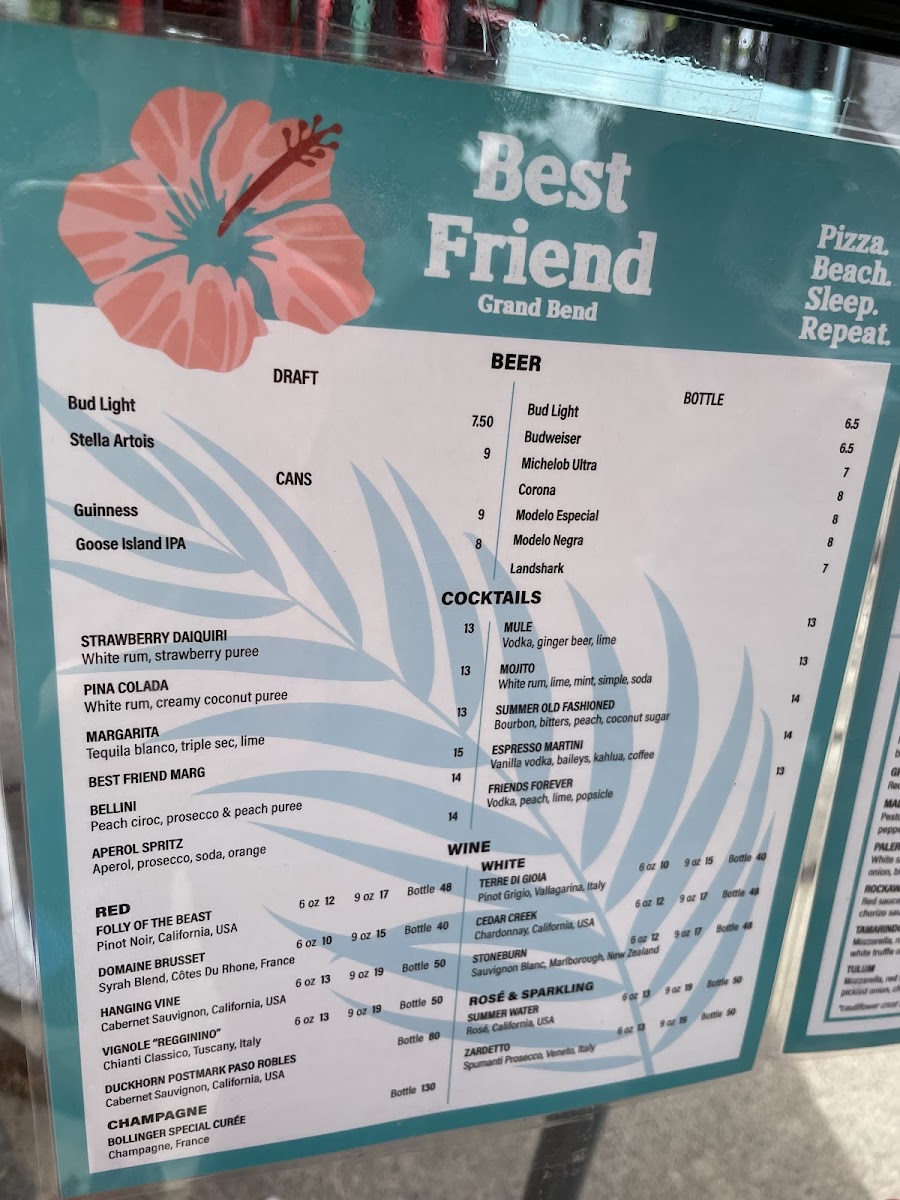 Best
Friend
Grand Bend
Pizza.
Beach.
Sleep.
Repeat.
BEER
DRAFT
Bud Light 7.50
Stella Artois 9
CANS
Guinness 9
Goose Island IPA 8
BOTTLE
Bud Light 6.5
Budweiser 6.5
Michelob Ultra 7
Corona 8
Modelo Especial 8
Modelo Negra 8
Landshark 7
COCKTAILS
STRAWBERRY DAIQUIRI 13
White rum, strawberry puree
PINA COLADA 13
White rum, creamy coconut puree
MARGARITA 13
Tequila blanco, triple sec, lime
BEST FRIEND MARG 15
BELLINI 14
Peach ciroc, prosecco & peach puree
APEROL SPRITZ 14
Aperol, prosecco, soda, orange
MULE 13
Vodka, ginger beer, lime
MOJITO 13
White rum, lime, mint, simple, soda
SUMMER OLD FASHIONED 14
Bourbon, bitters, peach, coconut sugar
ESPRESSO MARTINI 14
Vanilla vodka, baileys, kahlua, coffee
FRIENDS FOREVER 13
Vodka, peach, lime, popsicle
WINE
RED
FOLLY OF THE BEAST 6 oz 12 9 oz 17 Bottle 48
Pinot Noir, California, USA
DOMAINE BRUSSET 6 oz 10 9 oz 15 Bottle 40
Syrah Blend, Côtes Du Rhone, France
HANGING VINE 6 oz 13 9 oz 19 Bottle 50
Cabernet Sauvignon, California, USA
VIGNOLE "REGGININO" 6 oz 13 9 oz 19 Bottle 50
Chianti Classico, Tuscany, Italy
DUCKHORN POSTMARK PASO ROBLES Bottle 80
Cabernet Sauvignon, California, USA
CHAMPAGNE
BOLLINGER SPECIAL CURÉE Bottle 130
Champagne, France
WHITE
TERRE DI GIOIA 6 oz 10 9 oz 15 Bottle 40
Pinot Grigio, Vallagarina, Italy
CEDAR CREEK 6 oz 12 9 oz 17 Bottle 48
Chardonnay, California, USA
STONEBURN 6 oz 12 9 oz 17 Bottle 48
Sauvignon Blanc, Marlborough, New Zealand
ROSÉ & SPARKLING
SUMMER WATER 6 oz 13 9 oz 19 Bottle 50
Rosé, California, USA
ZARDETTO 6 oz 13 9 oz 19 Bottle 50
Spumanti Prosecco, Veneto, Italy
TULUM